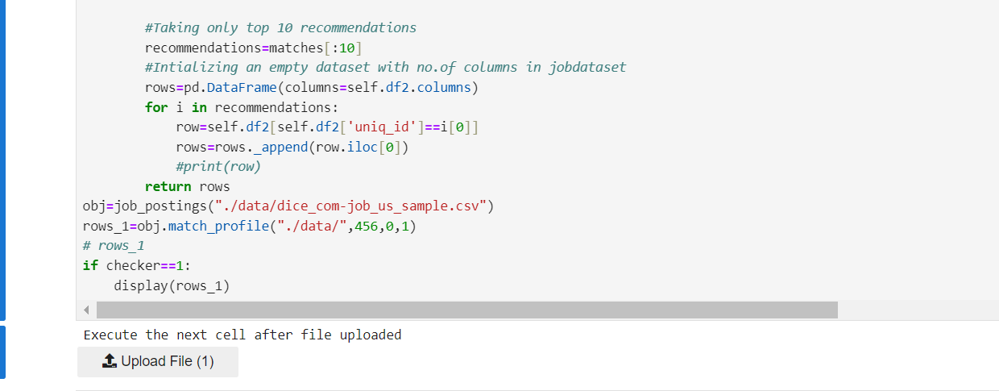 #Taking only top 10 recommendations
recommendations=matches[:10]
#Intializing an empty dataset with no.of columns in jobdataset
rows=pd.DataFrame(columns=self.df2.columns)
for i in recommendations:
row=self.df2[self.df2['uniq_id']==i[0]]
rows=rows._append(row.iloc[0])
#print(row)
return rows
obj=job_postings("./data/dice_com-job_us_sample.csv")
rows_1=obj.match_profile("./data/",456,0,1)
# rows_1
if checker==1:
display(rows_1)
Execute the next cell after file uploaded
Upload File (1)